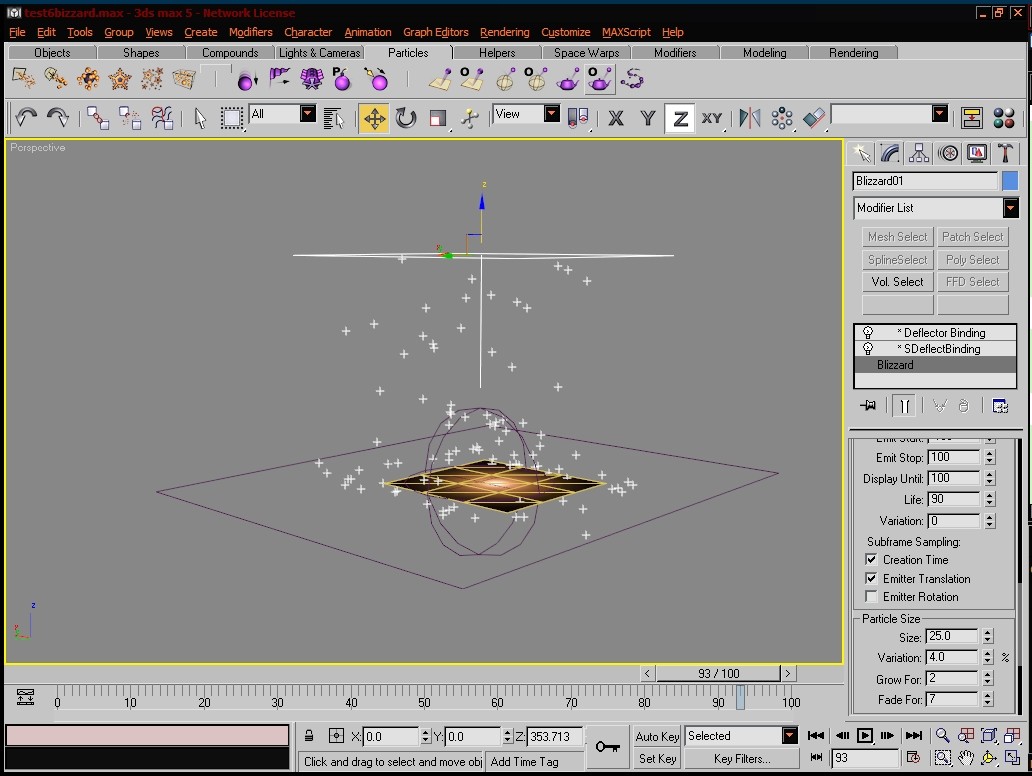 test6bizzard.max - 3ds max 5 - Network License
File Edit Tools Group Views Create Modifiers Character Animation Graph Editors Rendering Customize MAXScript Help
Objects Shapes Compounds Lights & Cameras Particles Helpers Space Warps Modifiers Modeling Rendering
All View X Y Z XY
Perspective
Blizzard01
Modifier List
Mesh Select Patch Select
SplineSelect Poly Select
Vol. Select FFD Select
* Deflector Binding
* SDeflectBinding
Blizzard
Emit Start:
Emit Stop: 100
Display Until: 100
Life: 90
Variation: 0
Subframe Sampling:
Creation Time
Emitter Translation
Emitter Rotation
Particle Size
Size: 25.0
Variation: 4.0 %
Grow For: 2
Fade For: 7
z
z
< 93 / 100 >
0 10 20 30 40 50 60 70 80 90 100
X: 0.0 Y: 0.0 Z: 353.713 Auto Key Selected
Click and drag to select and move obj Add Time Tag Set Key Key Filters... 93